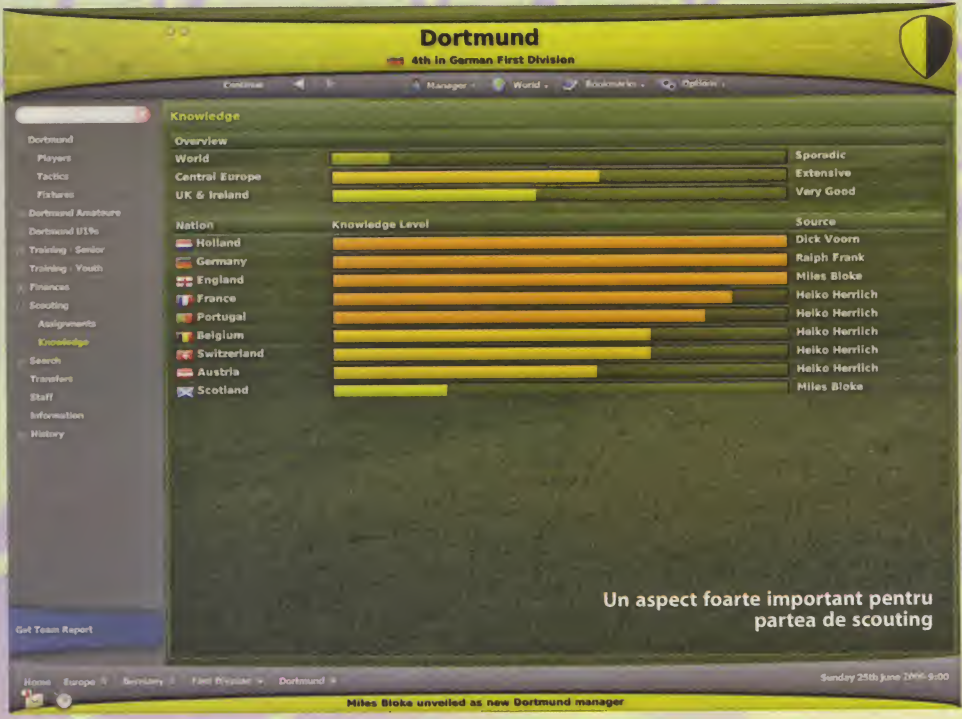 Dortmund
4th in German First Division
Continue
Manager
World
Bookmarks
Options
Knowledge
Dortmund
Players
Tactics
Fixtures
Dortmund Amateure
Dortmund U19s
Training - Senior
Training - Youth
Finances
Scouting
Assignments
Knowledge
Search
Transfers
Staff
Information
History
Get Team Report
Overview
World Sporadic
Central Europe Extensive
UK & Ireland Very Good
Nation Knowledge Level Source
Holland Dick Voorn
Germany Ralph Frank
England Miles Bloke
France Heiko Herrlich
Portugal Heiko Herrlich
Belgium Heiko Herrlich
Switzerland Heiko Herrlich
Austria Heiko Herrlich
Scotland Miles Bloke
Un aspect foarte important pentru
partea de scouting
Home Europe Germany First Division Dortmund
Sunday 25th June 9:00
Miles Bloke unveiled as new Dortmund manager